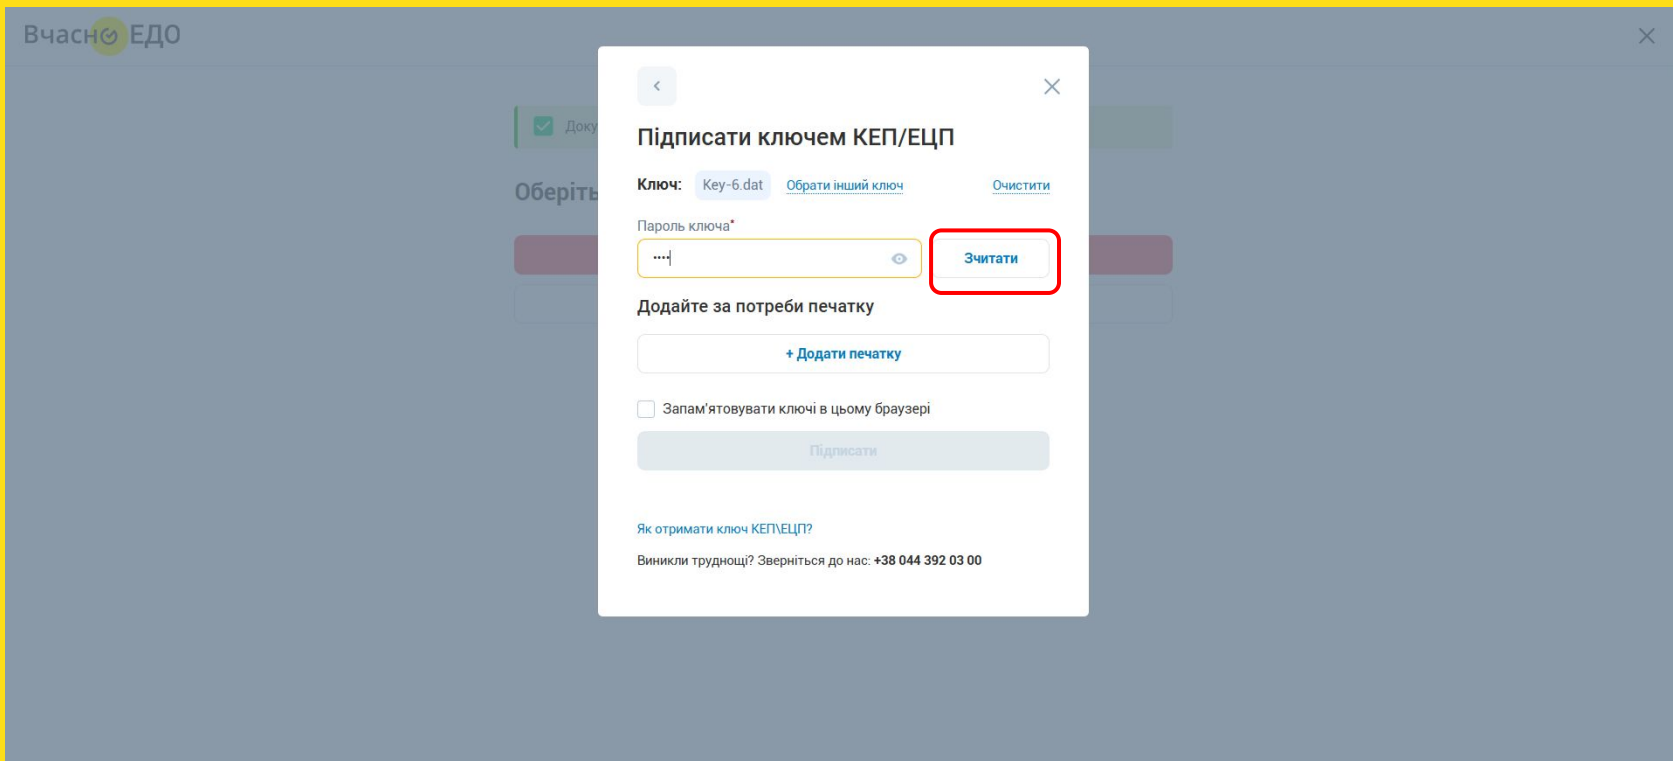 Вчасно ЕДО
Підписати ключем КЕП/ЕЦП
Доку
Оберіть
Ключ: Key-6.dat Обрати інший ключ Очистити
Пароль ключа*
•••• Зчитати
Додайте за потреби печатку
+ Додати печатку
Запам'ятовувати ключі в цьому браузері
Підписати
Як отримати ключ КЕП\ЕЦП?
Виникли труднощі? Зверніться до нас: +38 044 392 03 00